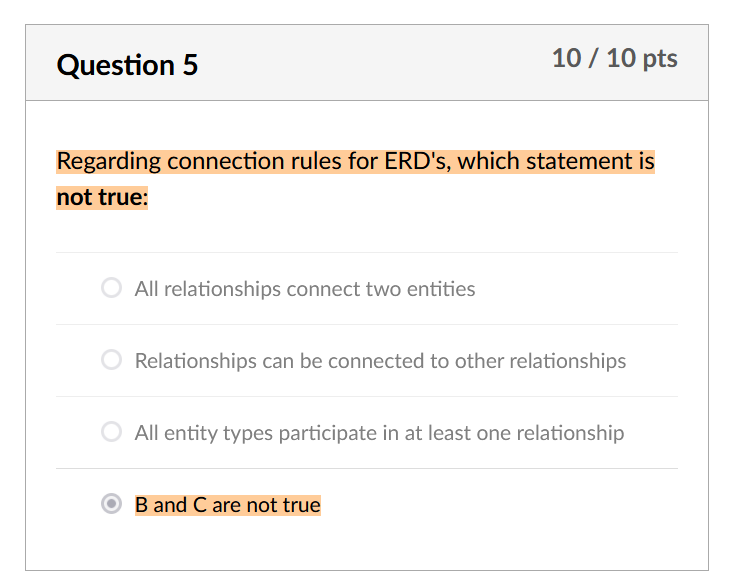 Question 5
10 / 10 pts
Regarding connection rules for ERD's, which statement is
not true:
All relationships connect two entities
Relationships can be connected to other relationships
All entity types participate in at least one relationship
B and C are not true